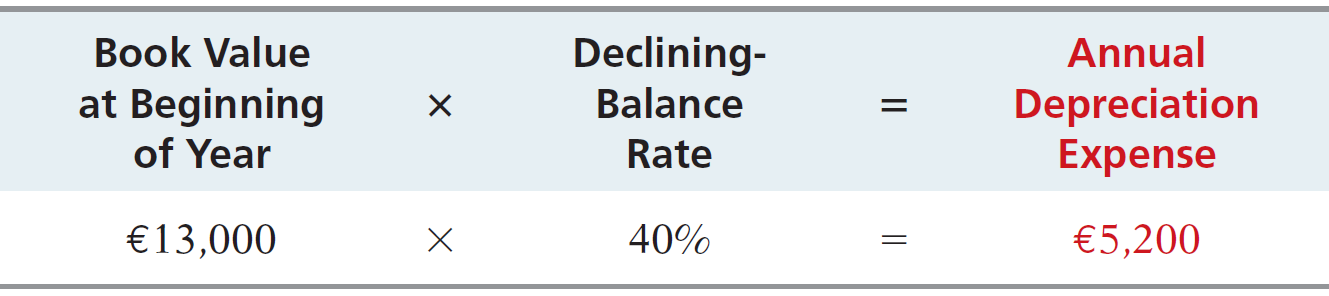 Book Value
at Beginning
of Year
×
Declining-
Balance
Rate
=
Annual
Depreciation
Expense
€13,000 × 40% = €5,200